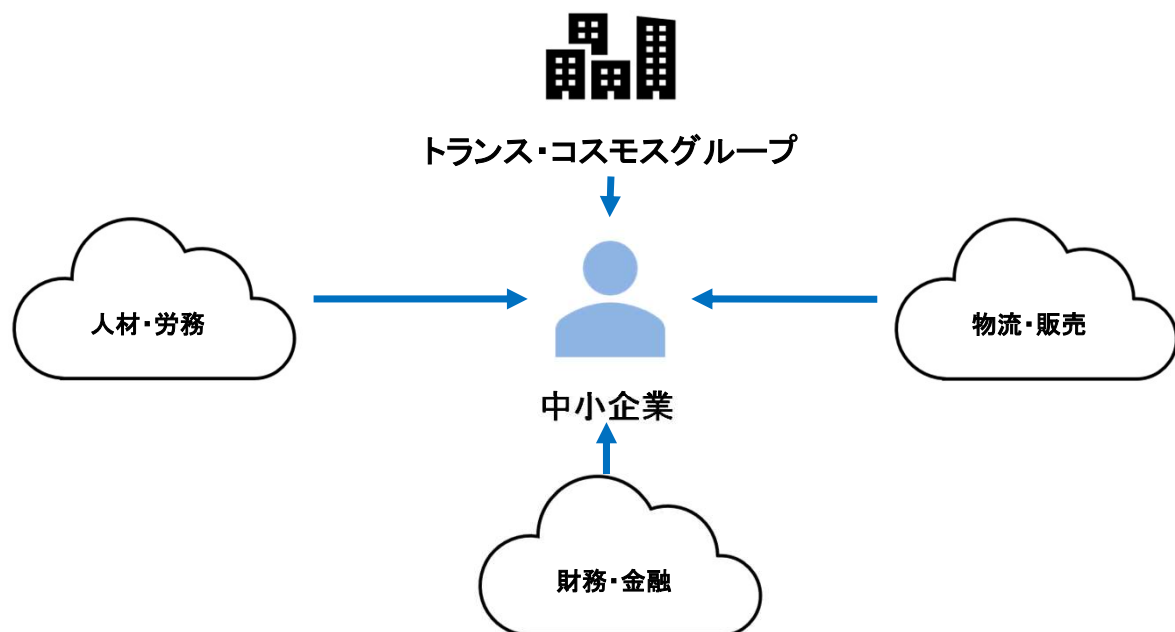 トランス・コスモスグループ
人材・労務
物流・販売
中小企業
財務・金融